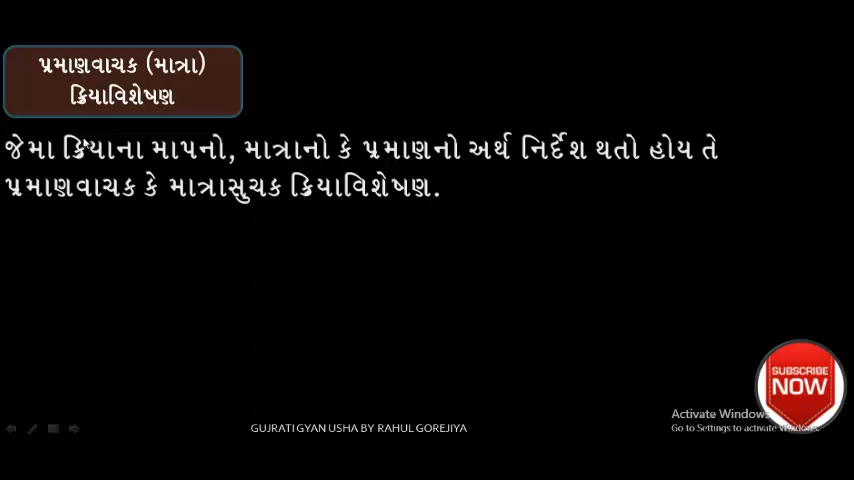 પ્રમાણવાચક (માત્રા)
ક્રિયાવિશેષણ
જેમા ક્રિયાના માપનો, માત્રાનો કે પ્રમાણનો અર્થ નિર્દેશ થતો હોય તે
પ્રમાણવાચક કે માત્રાસુચક ક્રિયાવિશેષણ.
SUBSCRIBE
NOW
Activate Windows
Go to Settings to activate Windows.
GUJRATI GYAN USHA BY RAHUL GOREJIYA